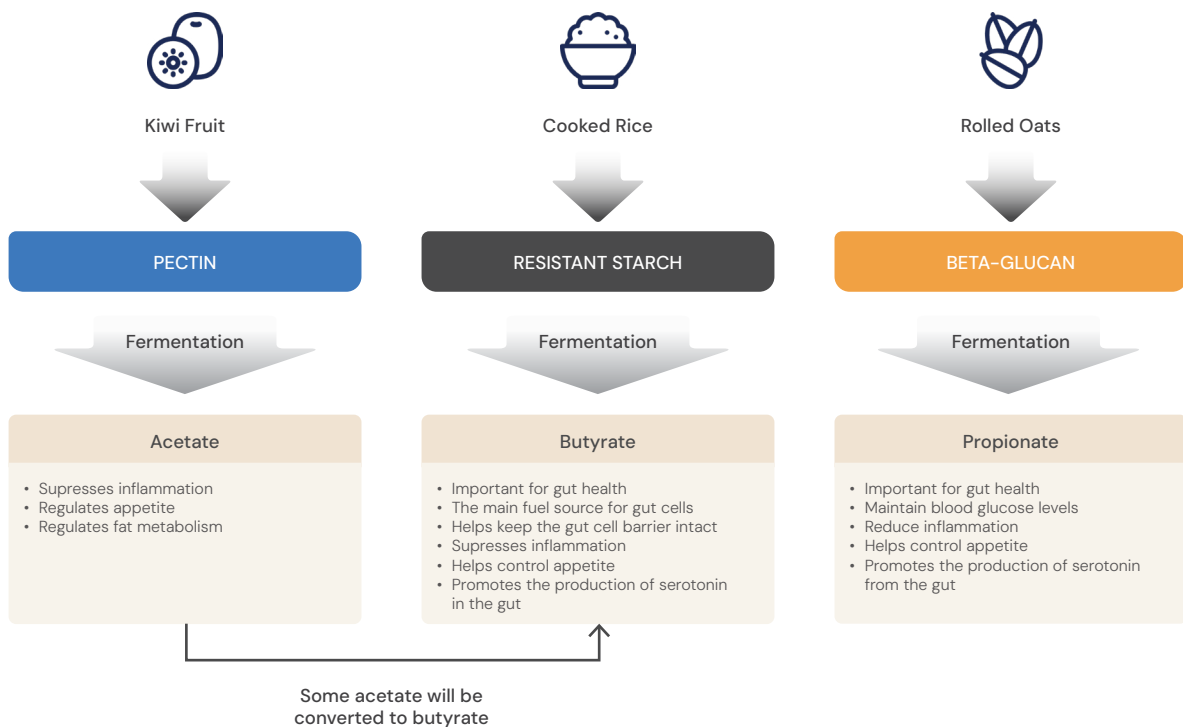 Kiwi Fruit
Cooked Rice
Rolled Oats
PECTIN
RESISTANT STARCH
BETA-GLUCAN
Fermentation
Fermentation
Fermentation
Acetate
• Supresses inflammation
• Regulates appetite
• Regulates fat metabolism
Butyrate
• Important for gut health
• The main fuel source for gut cells
• Helps keep the gut cell barrier intact
• Supresses inflammation
• Helps control appetite
• Promotes the production of serotonin
in the gut
Propionate
• Important for gut health
• Maintain blood glucose levels
• Reduce inflammation
• Helps control appetite
• Promotes the production of serotonin
from the gut
Some acetate will be
converted to butyrate